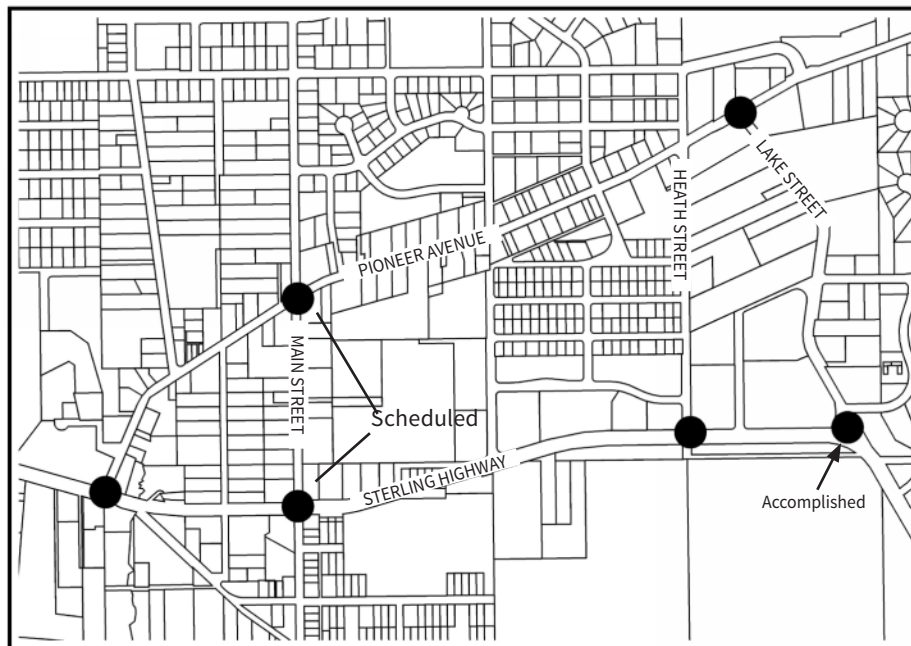 LAKE STREET
HEATH STREET
PIONEER AVENUE
MAIN STREET
Scheduled
STERLING HIGHWAY
Accomplished